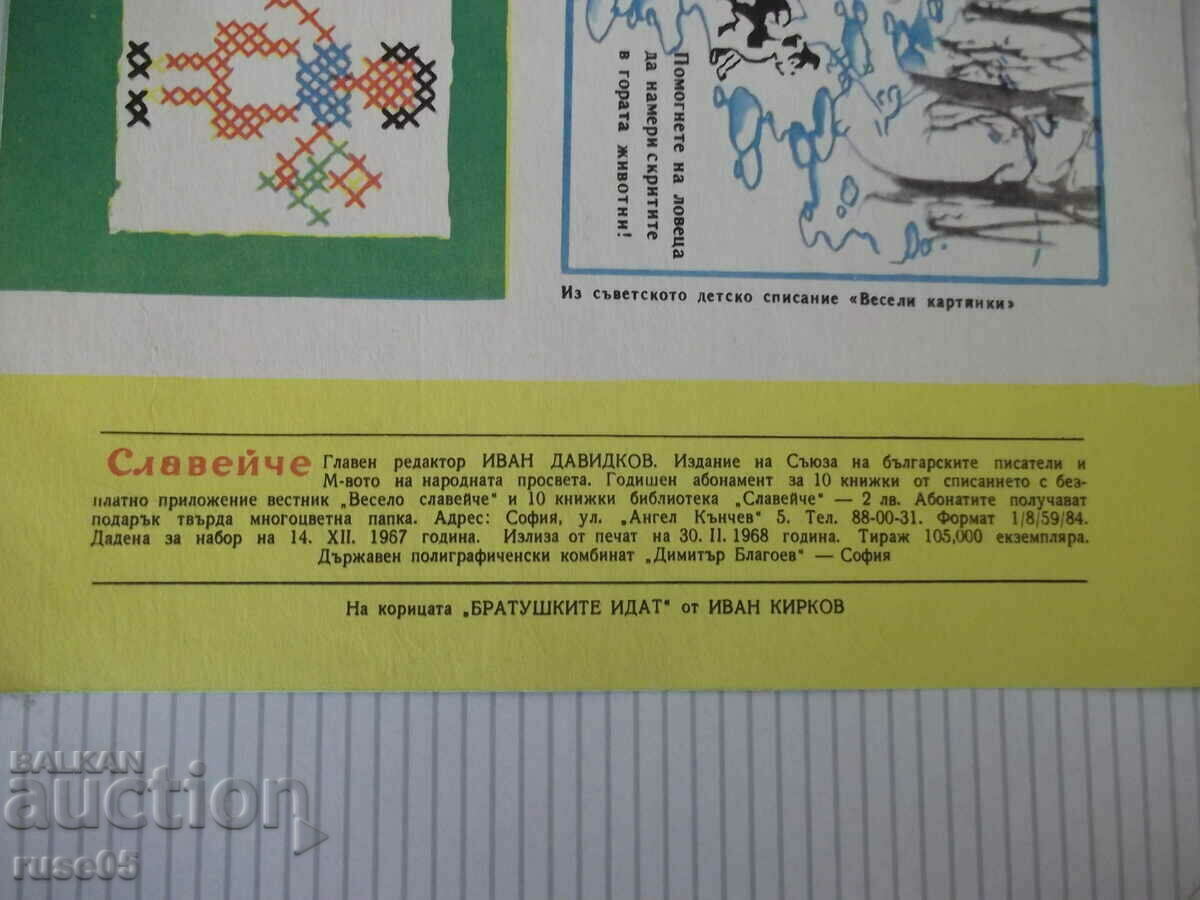 Помогнете на ловеца
да намери скритите
в гората животни!
Из съветското детско списание «Весели картинки»
Славейче Главен редактор ИВАН ДАВИДКОВ. Издание на Съюза на българските писатели и
М-вото на народната просвета. Годишен абонамент за 10 книжки от списанието с без-
платно приложение вестник „Весело славейче“ и 10 книжки библиотека „Славейче“ — 2 лв. Абонатите получават
подарък твърда многоцветна папка. Адрес: София, ул. „Ангел Кънчев“ 5. Тел. 88-00-31. Формат 1/8/59/84.
Дадена за набор на 14. XII. 1967 година. Излиза от печат на 30. II. 1968 година. Тираж 105,000 екземпляра.
Държавен полиграфически комбинат „Димитър Благоев“ — София
На корицата „БРАТУШКИТЕ ИДАТ“ от ИВАН КИРКОВ
BALKAN
auction
ruse05